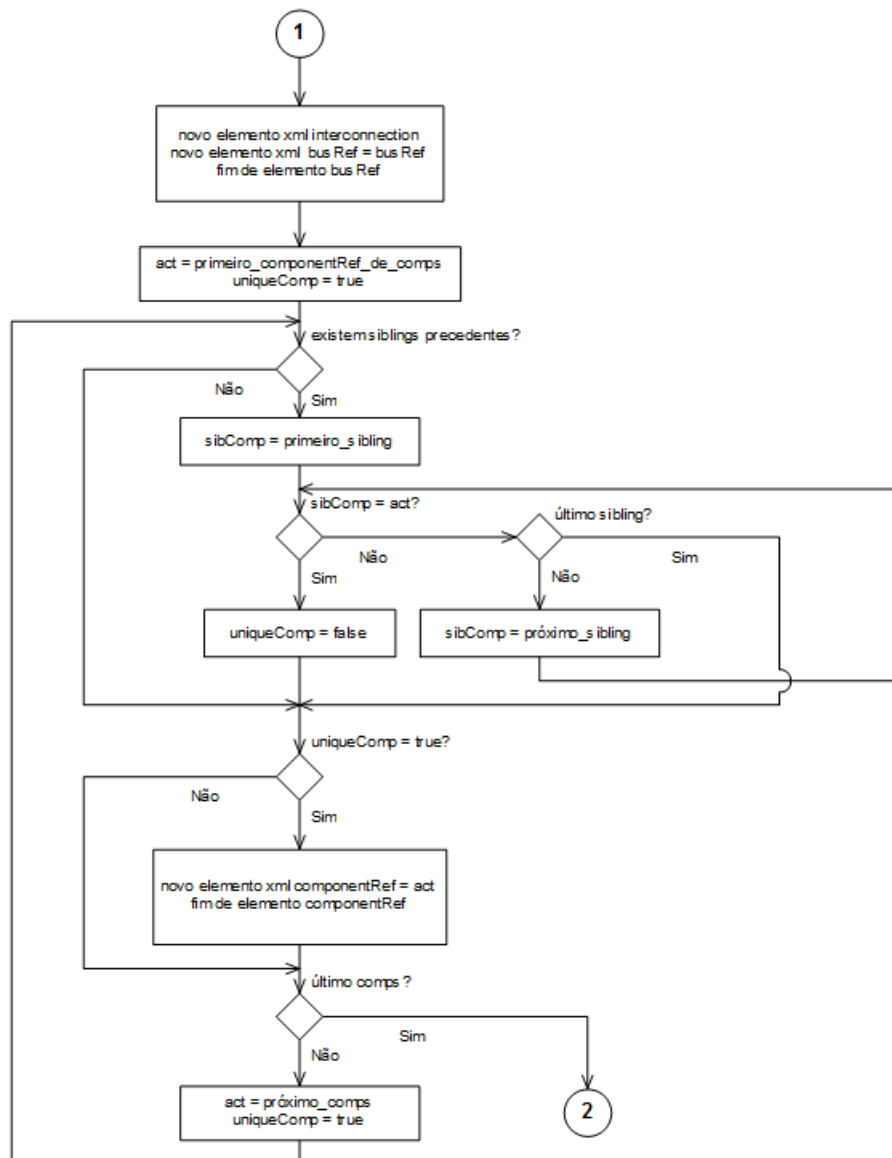 1
novo elemento xml interconnection
novo elemento xml bus Ref = bus Ref
fim de elemento bus Ref
act = primeiro_componentRef_de_comps
uniqueComp = true
existem siblings precedentes?
Não
Sim
sibComp = primeiro_sibling
sibComp = act?
último sibling?
Não
Sim
Sim
Não
uniqueComp = false
sibComp = próximo_sibling
uniqueComp = true?
Não
Sim
novo elemento xml componentRef = act
fim de elemento componentRef
último comps?
Sim
Não
act = próximo_comps
uniqueComp = true
2